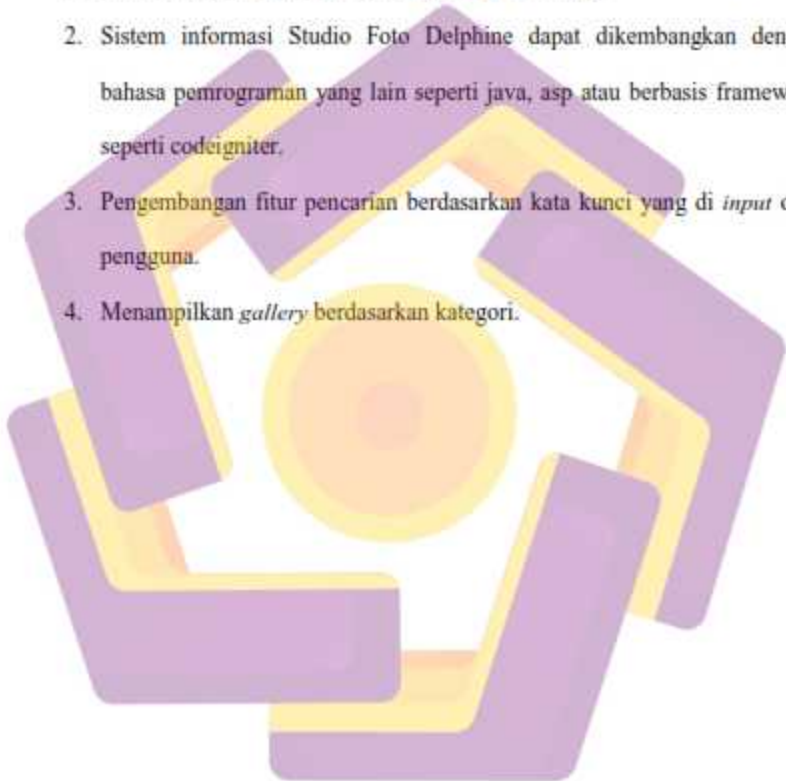 2. Sistem informasi Studio Foto Delphine dapat dikembangkan den
bahasa pemrograman yang lain seperti java, asp atau berbasis framew
seperti codeigniter.
3. Pengembangan fitur pencarian berdasarkan kata kunci yang di input o
pengguna.
4. Menampilkan gallery berdasarkan kategori.